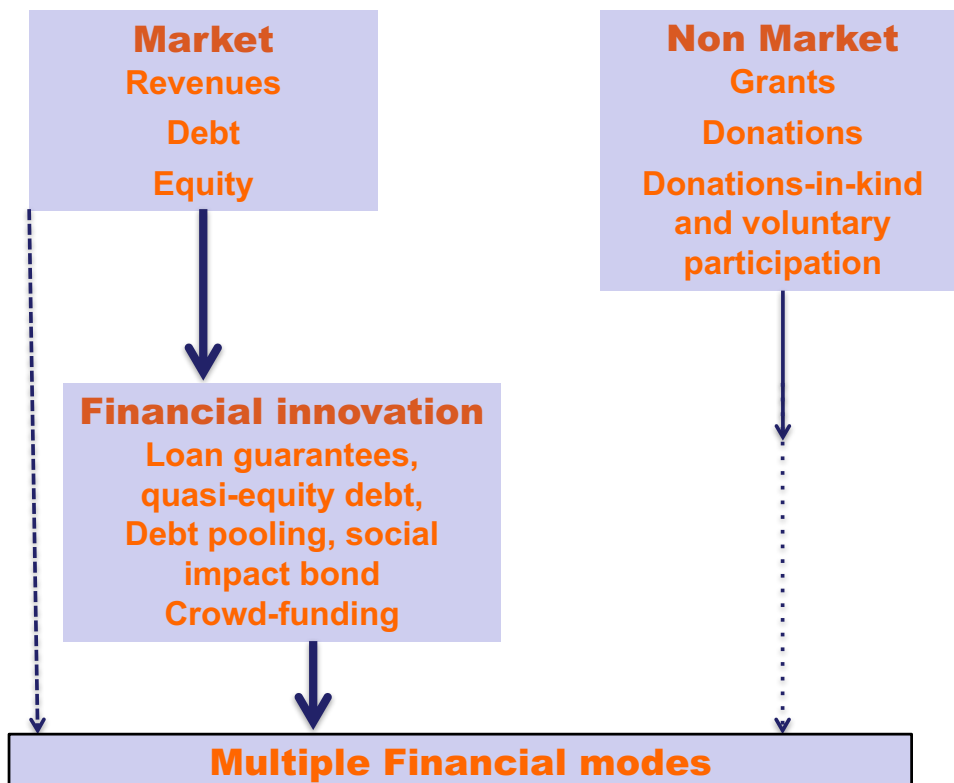 Market
Revenues
Debt
Equity
Non Market
Grants
Donations
Donations-in-kind
and voluntary
participation
Financial innovation
Loan guarantees,
quasi-equity debt,
Debt pooling, social
impact bond
Crowd-funding
Multiple Financial modes